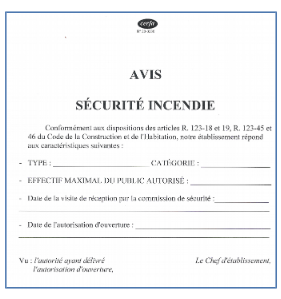 cerfa
AVIS
SÉCURITÉ INCENDIE
Conformément aux dispositions des articles R. 123-18 et 19, R. 123-45 et
46 du Code de la Construction et de l'Habitation, notre établissement répond
aux caractéristiques suivantes :
- TYPE : CATÉGORIE :
- EFFECTIF MAXIMAL DU PUBLIC AUTORISÉ :
- Date de la visite de réception par la commission de sécurité :
- Date de l'autorisation d'ouverture :
Vu : l'autorité ayant délivré Le Chef d'établissement,
l'autorisation d'ouverture,